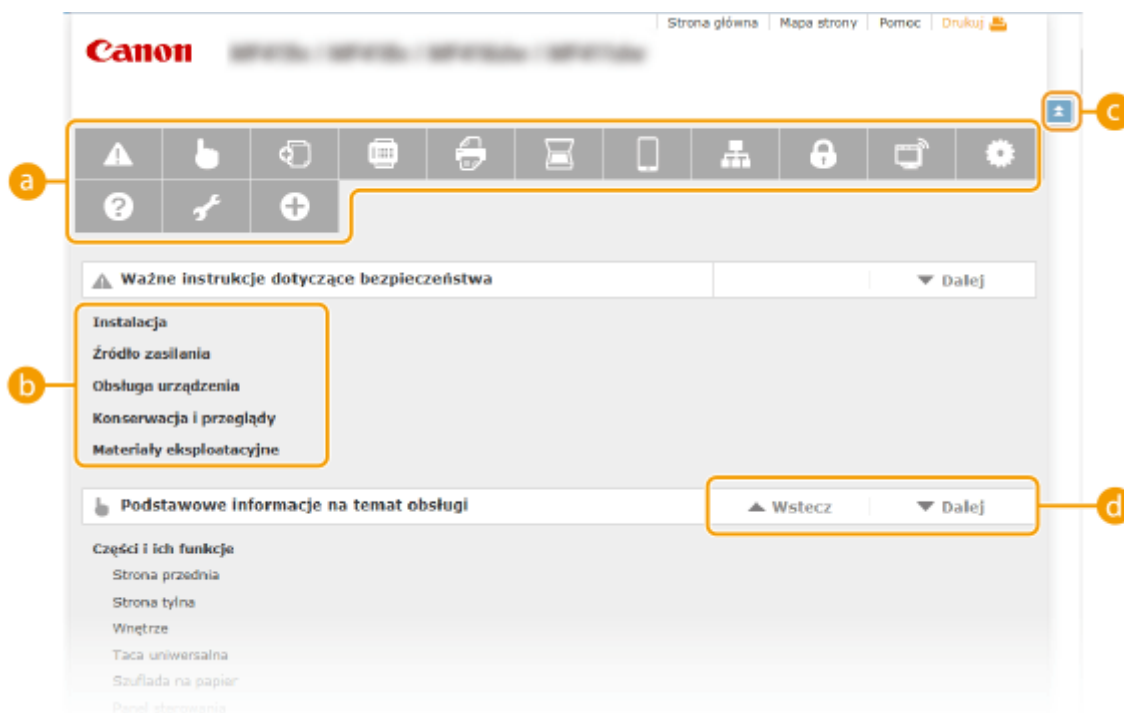 Strona główna Mapa strony Pomoc Drukuj
Canon
c
a
Ważne instrukcje dotyczące bezpieczeństwa Dalej
Instalacja
Źródło zasilania
b
Obsługa urządzenia
Konserwacja i przeglądy
Materiały eksploatacyjne
Podstawowe informacje na temat obsługi Wstecz Dalej
d
Części i ich funkcje
Strona przednia
Strona tylna
Wnętrze
Taca uniwersalna
Szuflada na papier
Panel sterowania